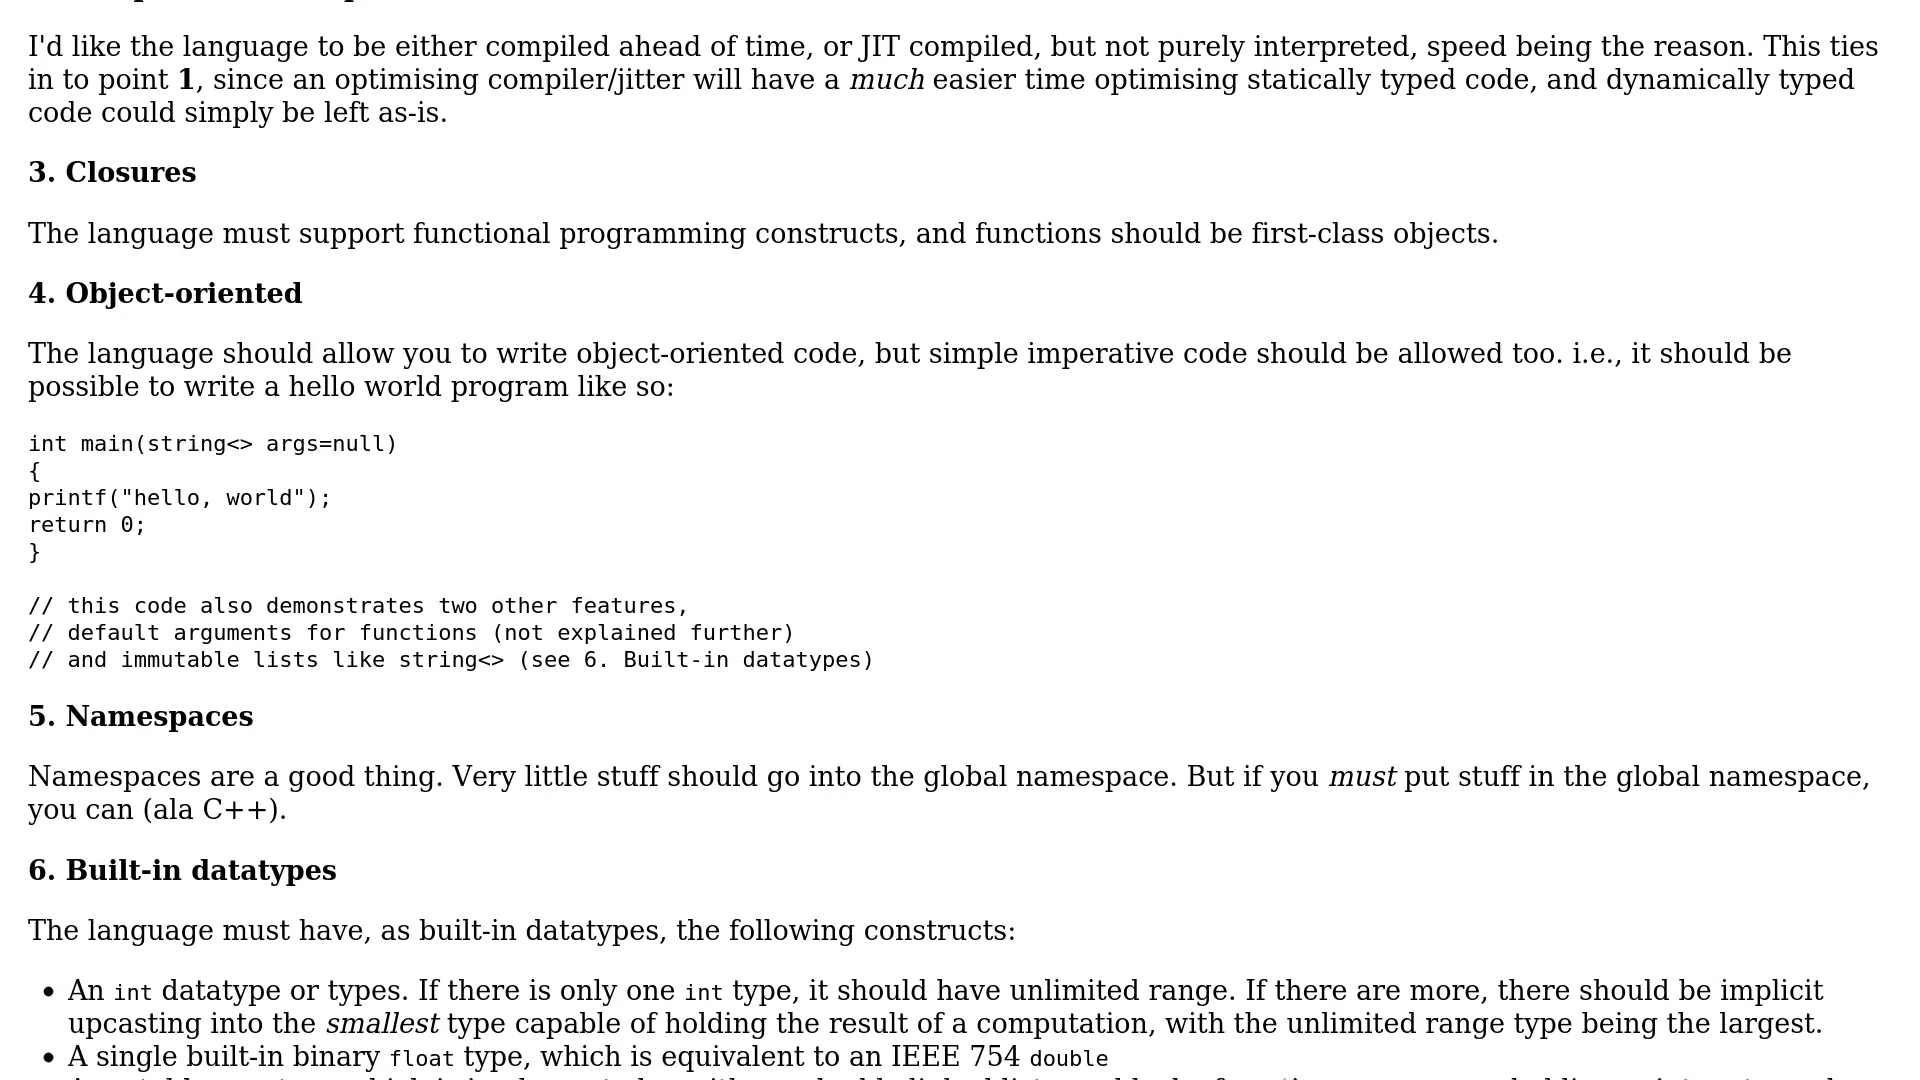 I'd like the language to be either compiled ahead of time, or JIT compiled, but not purely interpreted, speed being the reason. This ties
in to point 1, since an optimising compiler/jitter will have a much easier time optimising statically typed code, and dynamically typed
code could simply be left as-is.
3. Closures
The language must support functional programming constructs, and functions should be first-class objects.
4. Object-oriented
The language should allow you to write object-oriented code, but simple imperative code should be allowed too. i.e., it should be
possible to write a hello world program like so:
int main(string<> args=null)
{
printf("hello, world");
return 0;
}
// this code also demonstrates two other features,
// default arguments for functions (not explained further)
// and immutable lists like string<> (see 6. Built-in datatypes)
5. Namespaces
Namespaces are a good thing. Very little stuff should go into the global namespace. But if you must put stuff in the global namespace,
you can (ala C++).
6. Built-in datatypes
The language must have, as built-in datatypes, the following constructs:
• An int datatype or types. If there is only one int type, it should have unlimited range. If there are more, there should be implicit
upcasting into the smallest type capable of holding the result of a computation, with the unlimited range type being the largest.
• A single built-in binary float type, which is equivalent to an IEEE 754 double